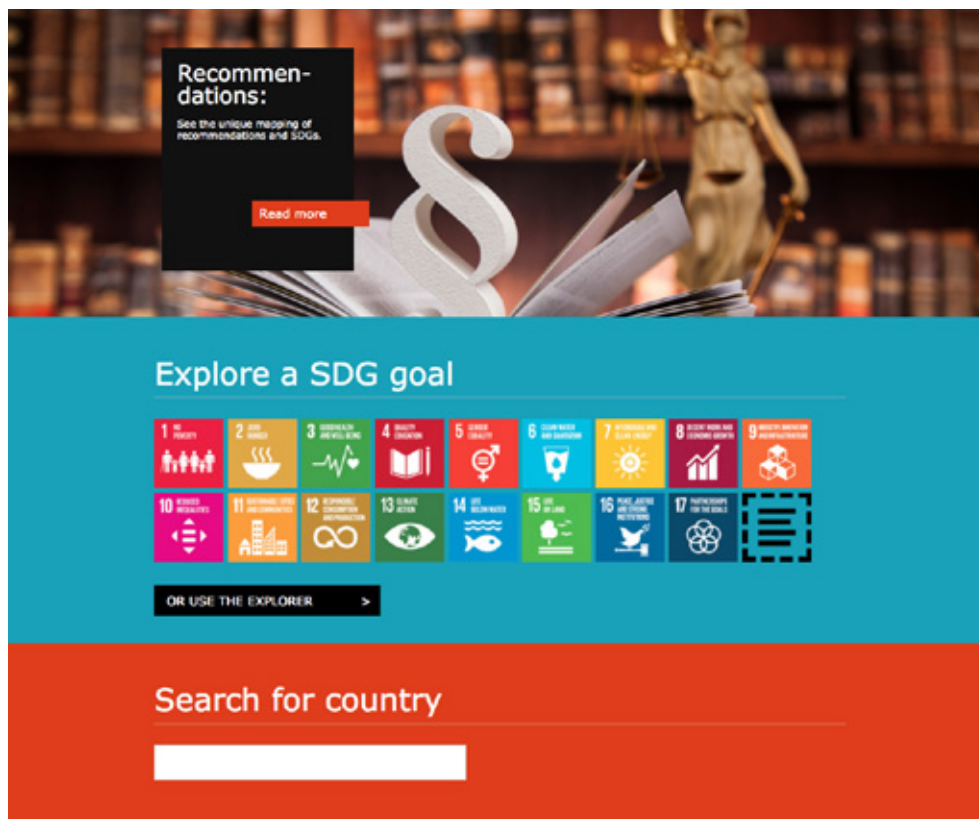 Recommen-
dations:
See the unique mapping of
recommendations and SDGs.
Read more
§
Explore a SDG goal
1 NO
POVERTY
2 ZERO
HUNGER
3 GOOD HEALTH
AND WELL-BEING
4 QUALITY
EDUCATION
5 GENDER
EQUALITY
6 CLEAN WATER
AND SANITATION
7 AFFORDABLE AND
CLEAN ENERGY
8 DECENT WORK AND
ECONOMIC GROWTH
9 INDUSTRY, INNOVATION
AND INFRASTRUCTURE
10 REDUCED
INEQUALITIES
11 SUSTAINABLE CITIES
AND COMMUNITIES
12 RESPONSIBLE
CONSUMPTION
AND PRODUCTION
13 CLIMATE
ACTION
14 LIFE
BELOW WATER
15 LIFE
ON LAND
16 PEACE, JUSTICE
AND STRONG
INSTITUTIONS
17 PARTNERSHIPS
FOR THE GOALS
OR USE THE EXPLORER >
Search for country